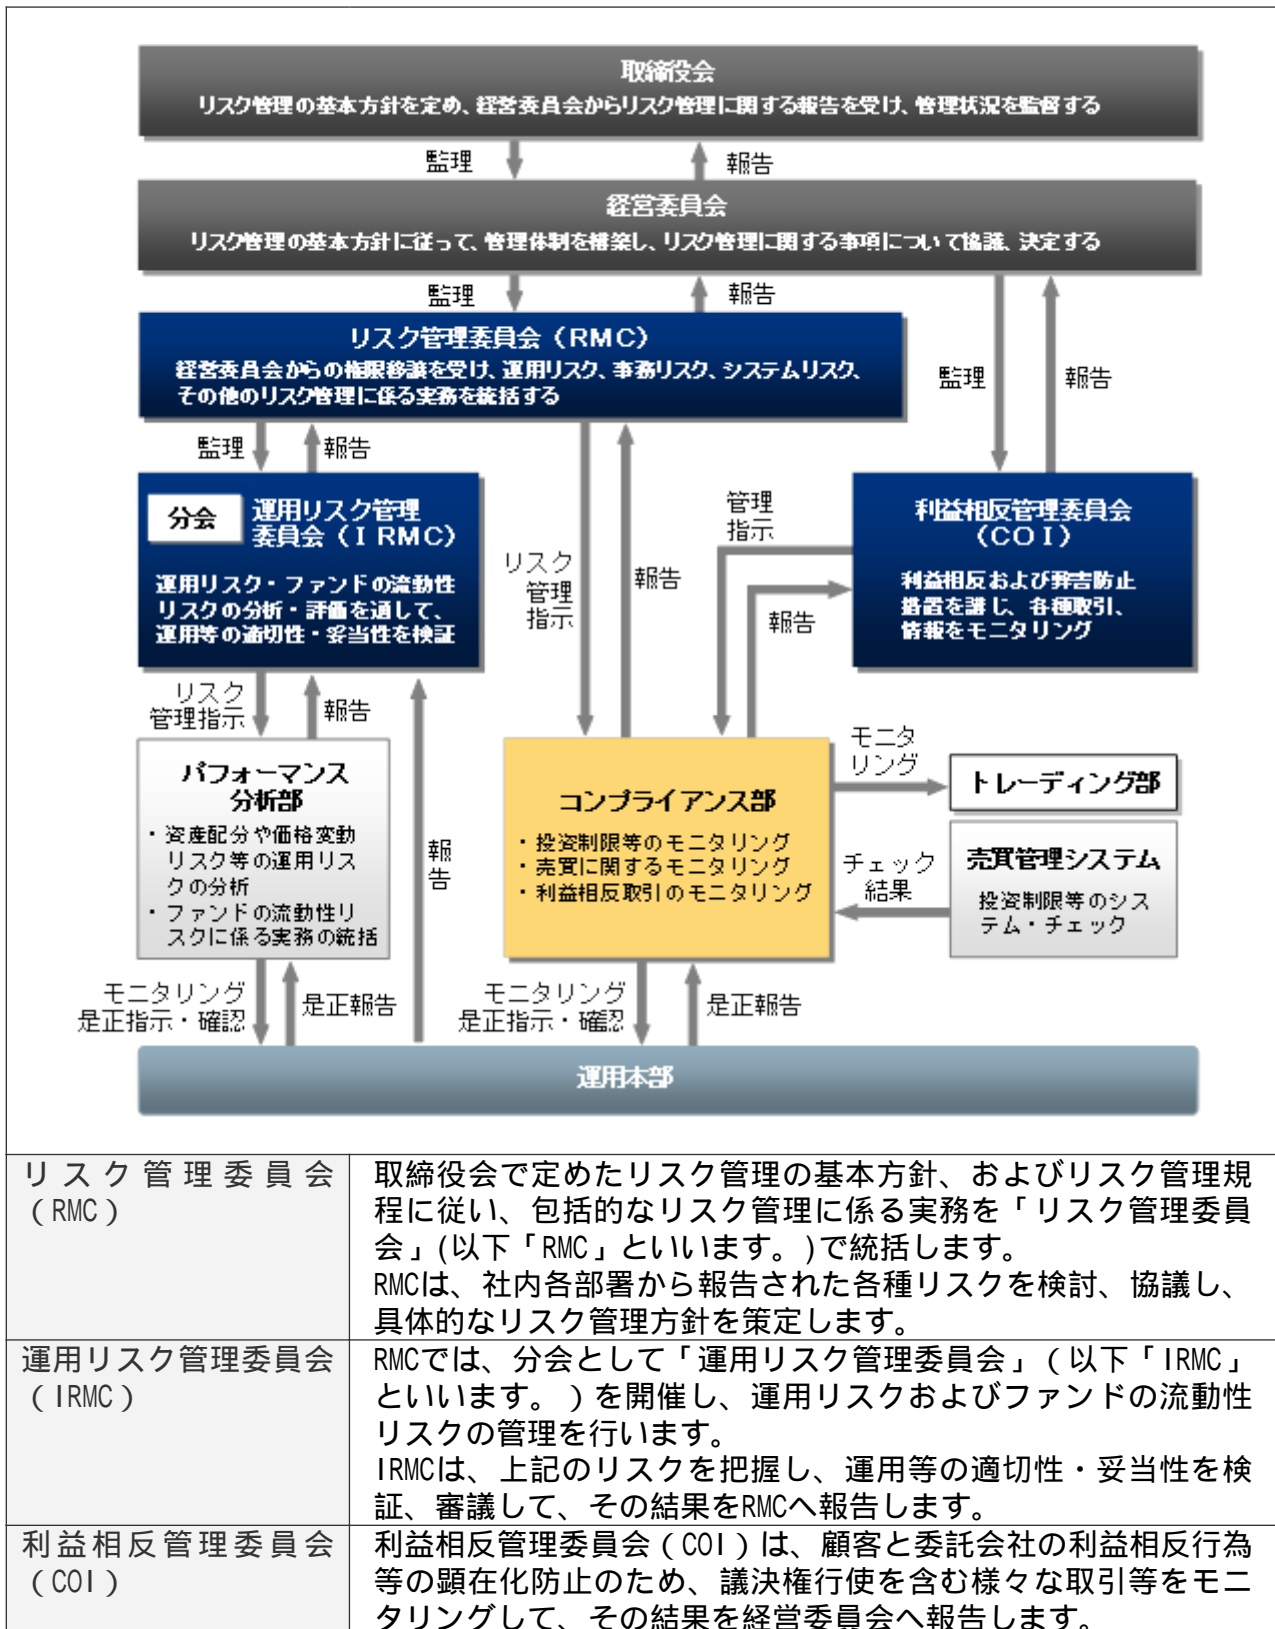 取締役会
リスク管理の基本方針を定め、経営委員会からリスク管理に関する報告を受け、管理状況を監督する
監理
報告
経営委員会
リスク管理の基本方針に従って、管理体制を構築し、リスク管理に関する事項について協議、決定する
監理
報告
リスク管理委員会（RMC）
経営委員会からの権限移譲を受け、運用リスク、事務リスク、システムリスク、
その他のリスク管理に係る実務を統括する
監理
報告
監理
報告
分会
運用リスク管理
委員会（IRMC）
運用リスク・ファンドの流動性
リスクの分析・評価を通して、
運用等の適切性・妥当性を検証
リスク
管理
指示
報告
管理
指示
報告
利益相反管理委員会
（COI）
利益相反および弊害防止
措置を講じ、各種取引、
情報をモニタリング
リスク
管理指示
報告
パフォーマンス
分析部
・資産配分や価格変動
リスク等の運用リス
クの分析
・ファンドの流動性リ
スクに係る実務の統括
報
告
コンプライアンス部
・投資制限等のモニタリング
・売買に関するモニタリング
・利益相反取引のモニタリング
モニタ
リング
トレーディング部
チェック
結果
売買管理システム
投資制限等のシス
テム・チェック
モニタリング
是正指示・確認
是正報告
モニタリング
是正指示・確認
是正報告
運用本部
リスク管理委員会
（RMC）
取締役会で定めたリスク管理の基本方針、およびリスク管理規
程に従い、包括的なリスク管理に係る実務を「リスク管理委員
会」(以下「RMC」といいます。)で統括します。
RMCは、社内各部署から報告された各種リスクを検討、協議し、
具体的なリスク管理方針を策定します。
運用リスク管理委員会
（IRMC）
RMCでは、分会として「運用リスク管理委員会」（以下「IRMC」
といいます。）を開催し、運用リスクおよびファンドの流動性
リスクの管理を行います。
IRMCは、上記のリスクを把握し、運用等の適切性・妥当性を検
証、審議して、その結果をRMCへ報告します。
利益相反管理委員会
（COI）
利益相反管理委員会（COI）は、顧客と委託会社の利益相反行為
等の顕在化防止のため、議決権行使を含む様々な取引等をモニ
タリングして、その結果を経営委員会へ報告します。